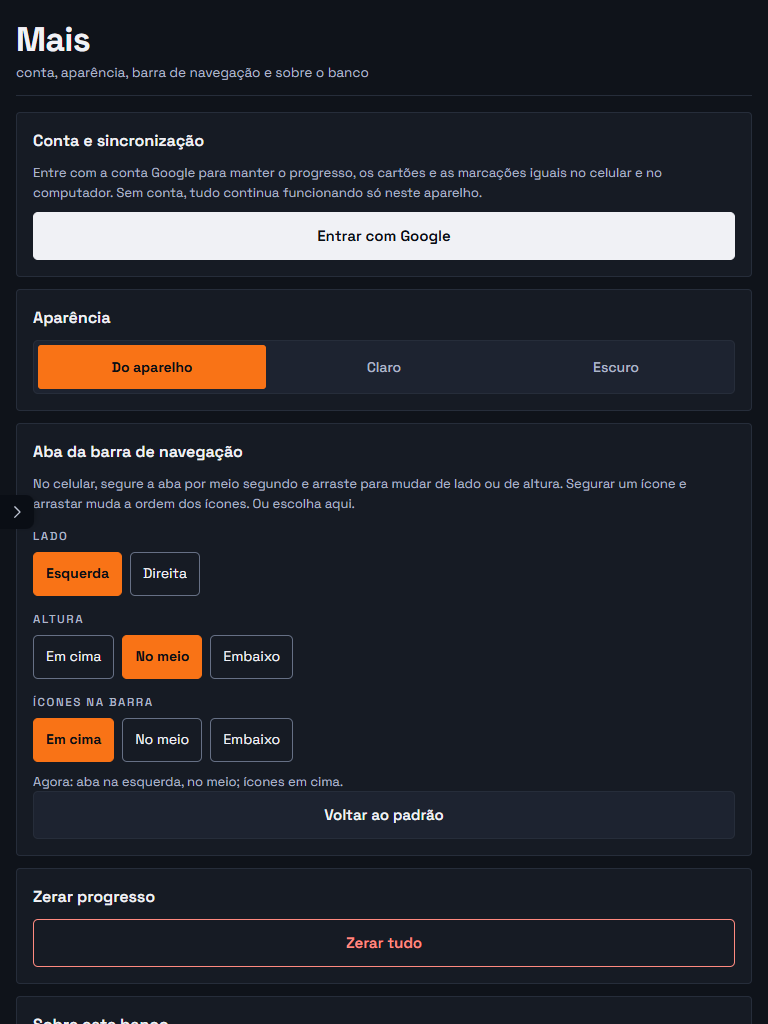 Mais
conta, aparência, barra de navegação e sobre o banco
Conta e sincronização
Entre com a conta Google para manter o progresso, os cartões e as marcações iguais no celular e no
computador. Sem conta, tudo continua funcionando só neste aparelho.
Entrar com Google
Aparência
Do aparelho
Claro
Escuro
Aba da barra de navegação
No celular, segure a aba por meio segundo e arraste para mudar de lado ou de altura. Segurar um ícone e
arrastar muda a ordem dos ícones. Ou escolha aqui.
LADO
Esquerda
Direita
ALTURA
Em cima
No meio
Embaixo
ÍCONES NA BARRA
Em cima
No meio
Embaixo
Agora: aba na esquerda, no meio; ícones em cima.
Voltar ao padrão
Zerar progresso
Zerar tudo
Sobre este banco